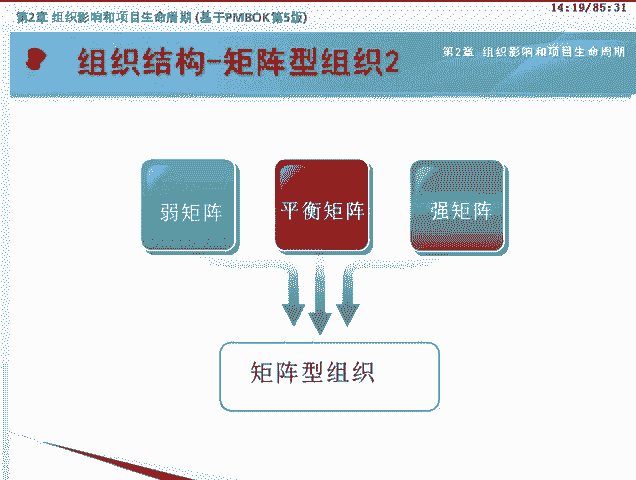 第2章 组织影响和项目生命周期 (基于PMBOK第5版)
14:19/85:31
组织结构-矩阵型组织2
第2章 组织影响和项目生命周期
弱矩阵
平衡矩阵
强矩阵
矩阵型组织